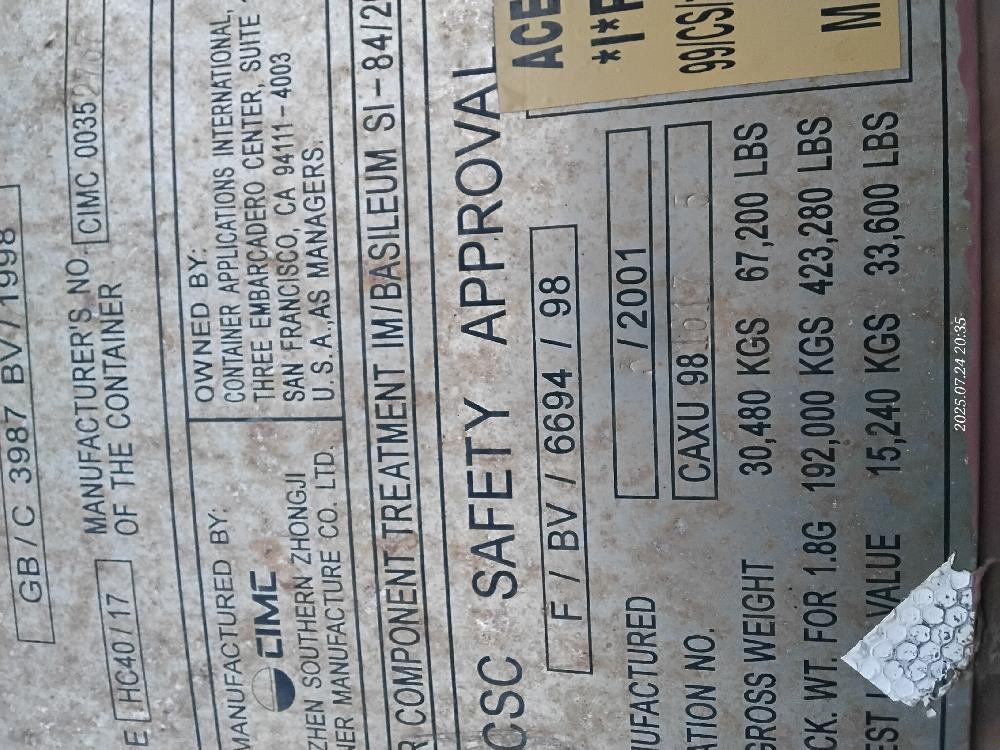 GB / C 3987 BV / 1998
E HC40 / 17 MANUFACTURER'S NO. OF THE CONTAINER CIMC 0035
MANUFACTURED BY:
CIMC
ZHEN SOUTHERN ZHONGJI
NER MANUFACTURE CO. LTD.
OWNED BY:
CONTAINER APPLICATIONS INTERNATIONAL,
THREE EMBARCADERO CENTER, SUITE
SAN FRANCISCO, CA 94111 - 4003
U. S. A., AS MANAGERS.
R COMPONENT TREATMENT IM/BASILEUM SI - 84/2
CSC SAFETY APPROVAL
F / BV / 6694 / 98
UFACTURED / 2001
ATION NO. CAXU 98
GROSS WEIGHT 30,480 KGS 67,200 LBS
CK. WT. FOR 1.8G 192,000 KGS 423,280 LBS
EST VALUE 15,240 KGS 33,600 LBS
ACE
*I*
99/CS/
M
2025.07.24 20:35